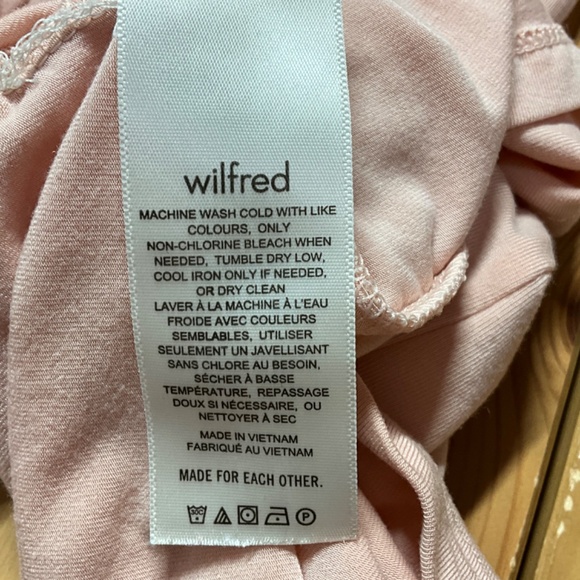 wilfred
MACHINE WASH COLD WITH LIKE
COLOURS, ONLY
NON-CHLORINE BLEACH WHEN
NEEDED, TUMBLE DRY LOW,
COOL IRON ONLY IF NEEDED,
OR DRY CLEAN
LAVER À LA MACHINE À L'EAU
FROIDE AVEC COULEURS
SEMBLABLES, UTILISER
SEULEMENT UN JAVELLISANT
SANS CHLORE AU BESOIN,
SÉCHER À BASSE
TEMPÉRATURE, REPASSAGE
DOUX SI NÉCESSAIRE, OU
NETTOYER À SEC
MADE IN VIETNAM
FABRIQUÉ AU VIETNAM
MADE FOR EACH OTHER.
P